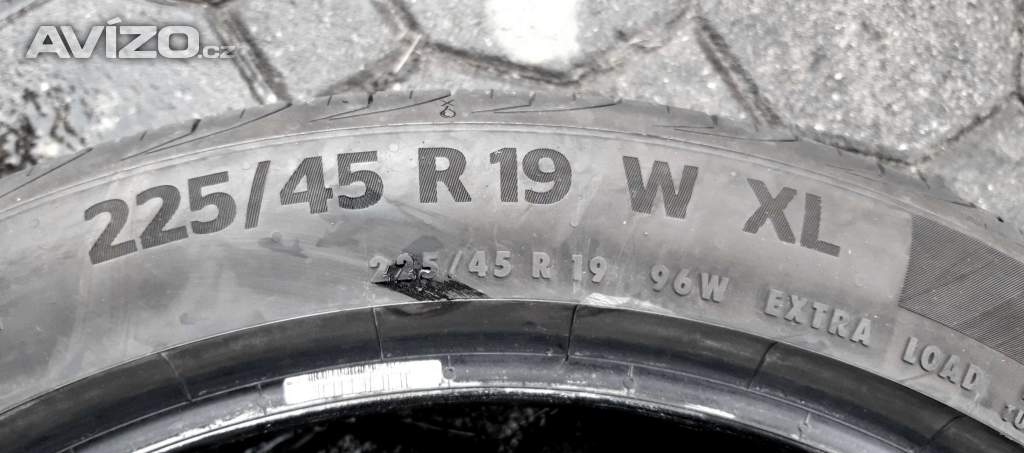 AVÍZO.cz
225/45 R 19 W XL
225/45 R 19 96W EXTRA LOAD